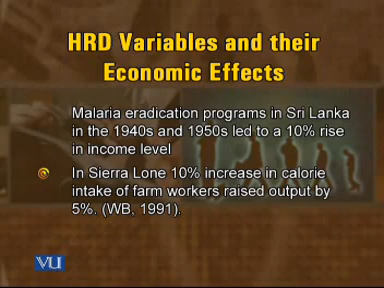 HRD Variables and their
Economic Effects
Malaria eradication programs in Sri Lanka
in the 1940s and 1950s led to a 10% rise
in income level
In Sierra Lone 10% increase in calorie
intake of farm workers raised output by
5%. (WB, 1991).
VU